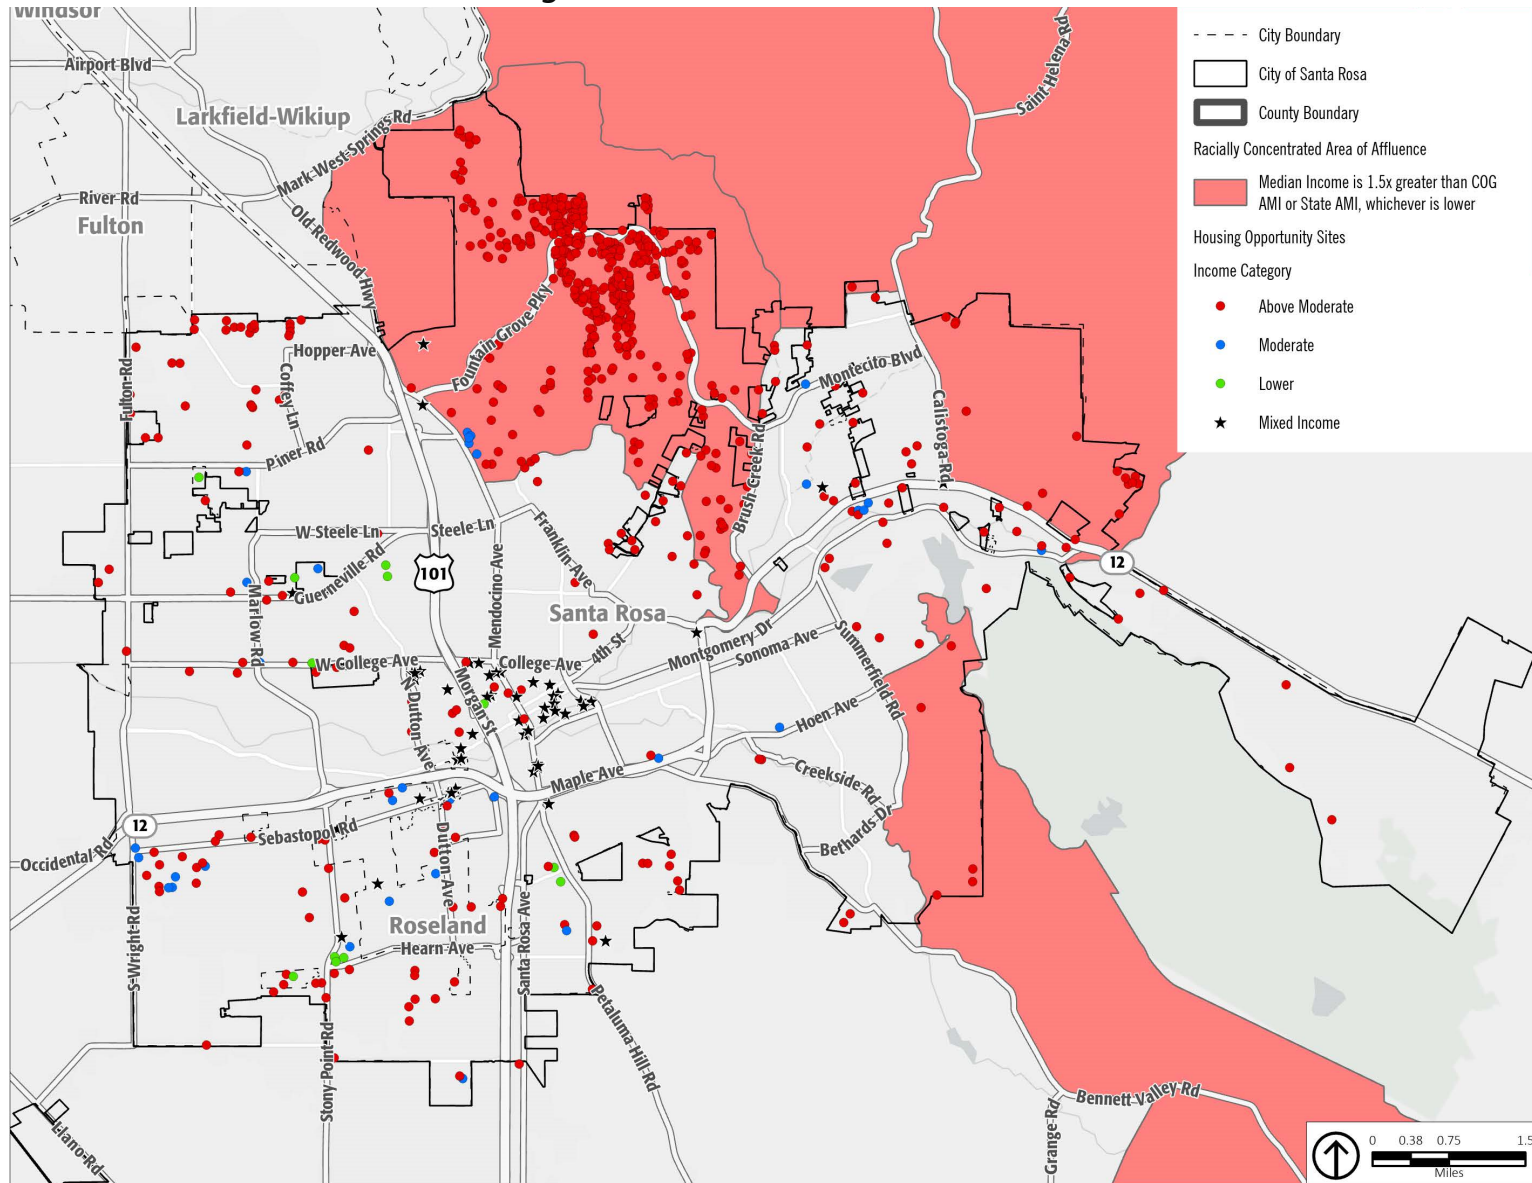 Windsor
Airport Blvd
Larkfield-Wikiup
Mark West Springs Rd
Saint Helena Rd
River Rd
Fulton
Old Redwood Hwy
Hopper Ave
Fountain Grove Pky
Fulton Rd
Coffey Ln
Piner Rd
Montecito Blvd
Calistoga Rd
Brush Creek Rd
W Steele Ln
Steele Ln
Franklin Ave
Guerneville Rd
101
12
Marlow Rd
Mendocino Ave
Santa Rosa
4th St
Montgomery Dr
Sonoma Ave
Summerfield Rd
W College Ave
College Ave
N Dutton Ave
Morgan St
Hoen Ave
Maple Ave
Creekside Rd
Bethards Dr
12
Sebastopol Rd
Occidental Rd
Dutton Ave
Roseland
Hearn Ave
S Wright Rd
Santa Rosa Ave
Stony Point Rd
Petaluma Hill Rd
Bennett Valley Rd
Grange Rd
Llano Rd
City Boundary
City of Santa Rosa
County Boundary
Racially Concentrated Area of Affluence
Median Income is 1.5x greater than COG
AMI or State AMI, whichever is lower
Housing Opportunity Sites
Income Category
Above Moderate
Moderate
Lower
Mixed Income
0 0.38 0.75 1.5
Miles